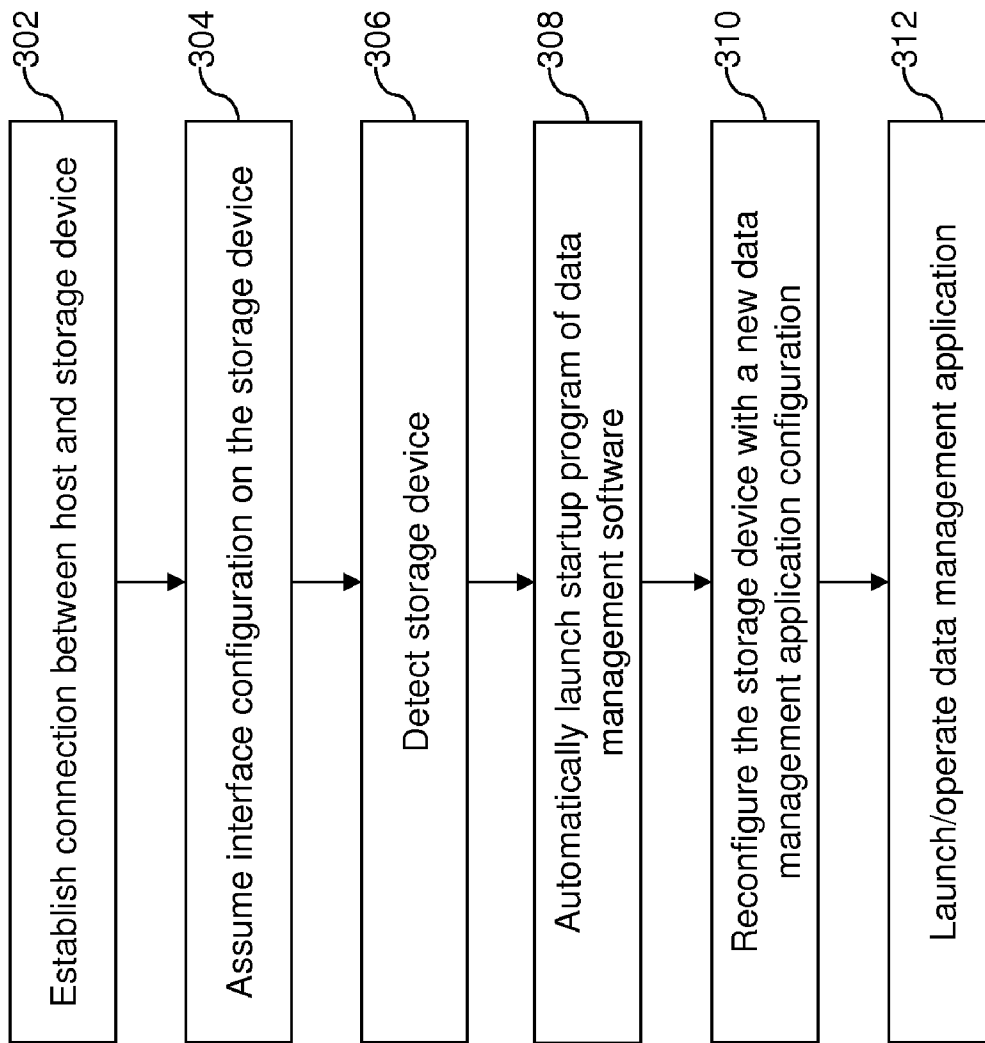 302
Establish connection between host and storage device
304
Assume interface configuration on the storage device
306
Detect storage device
308
Automatically launch startup program of data
management software
310
Reconfigure the storage device with a new data
management application configuration
312
Launch/operate data management application